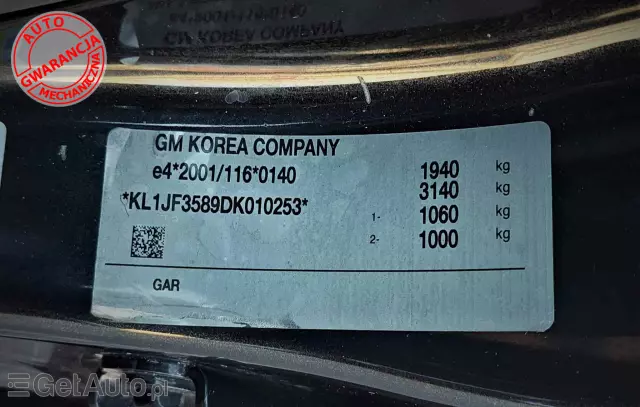 AUTO
GWARANCJA
MECHANICZNA
GM KOREA COMPANY
e4*2001/116*0140
*KL1JF3589DK010253*
1940 kg
3140 kg
1- 1060 kg
2- 1000 kg
GAR
GetAuto.pl